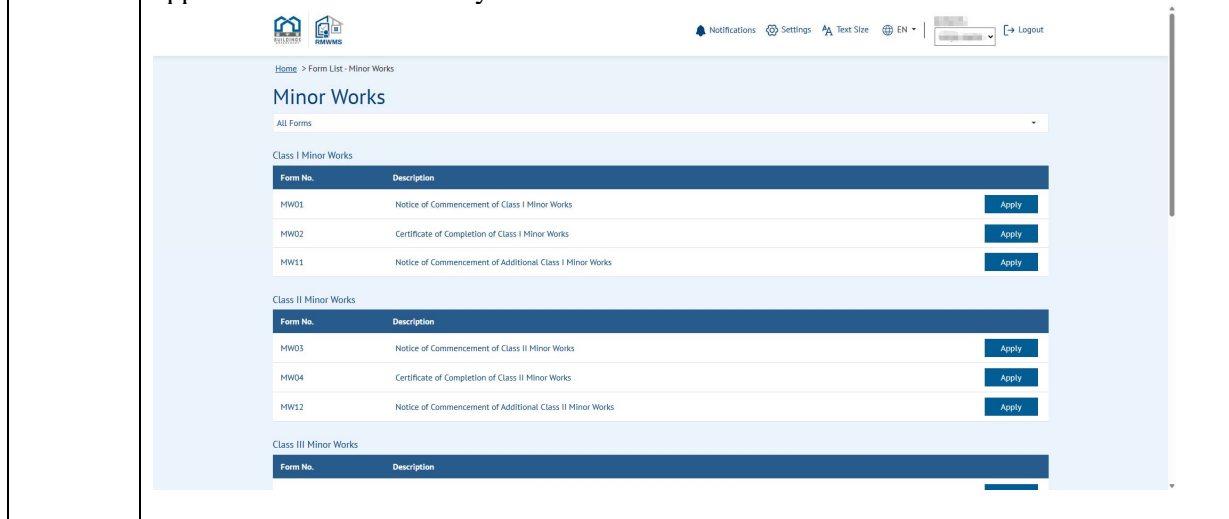 BUILDINGS
RMWMS
Notifications Settings Text Size EN Logout
Home > Form List - Minor Works
Minor Works
All Forms
Class I Minor Works
Form No. Description
MW01 Notice of Commencement of Class I Minor Works Apply
MW02 Certificate of Completion of Class I Minor Works Apply
MW11 Notice of Commencement of Additional Class I Minor Works Apply
Class II Minor Works
Form No. Description
MW03 Notice of Commencement of Class II Minor Works Apply
MW04 Certificate of Completion of Class II Minor Works Apply
MW12 Notice of Commencement of Additional Class II Minor Works Apply
Class III Minor Works
Form No. Description